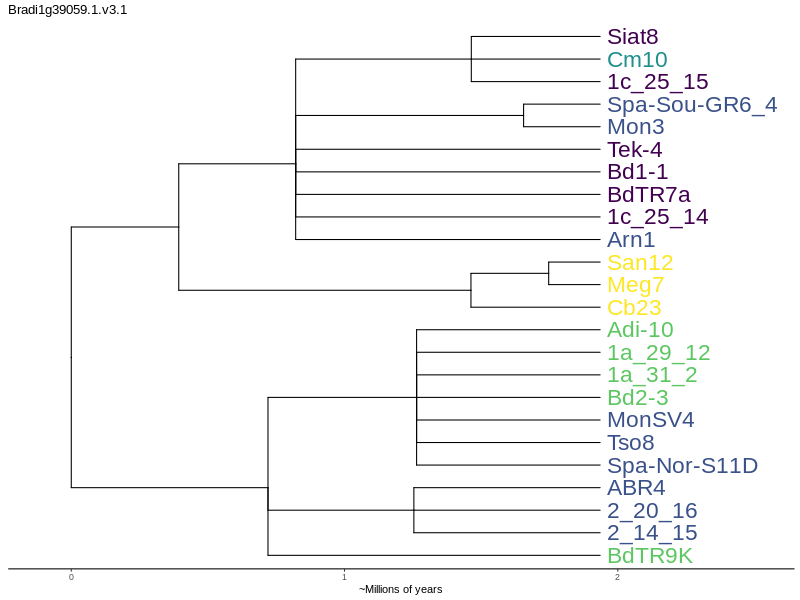 Bradi1g39059.1.v3.1
Siat8
Cm10
1c_25_15
Spa-Sou-GR6_4
Mon3
Tek-4
Bd1-1
BdTR7a
1c_25_14
Arn1
San12
Meg7
Cb23
Adi-10
1a_29_12
1a_31_2
Bd2-3
MonSV4
Tso8
Spa-Nor-S11D
ABR4
2_20_16
2_14_15
BdTR9K
0 1 2
~Millions of years